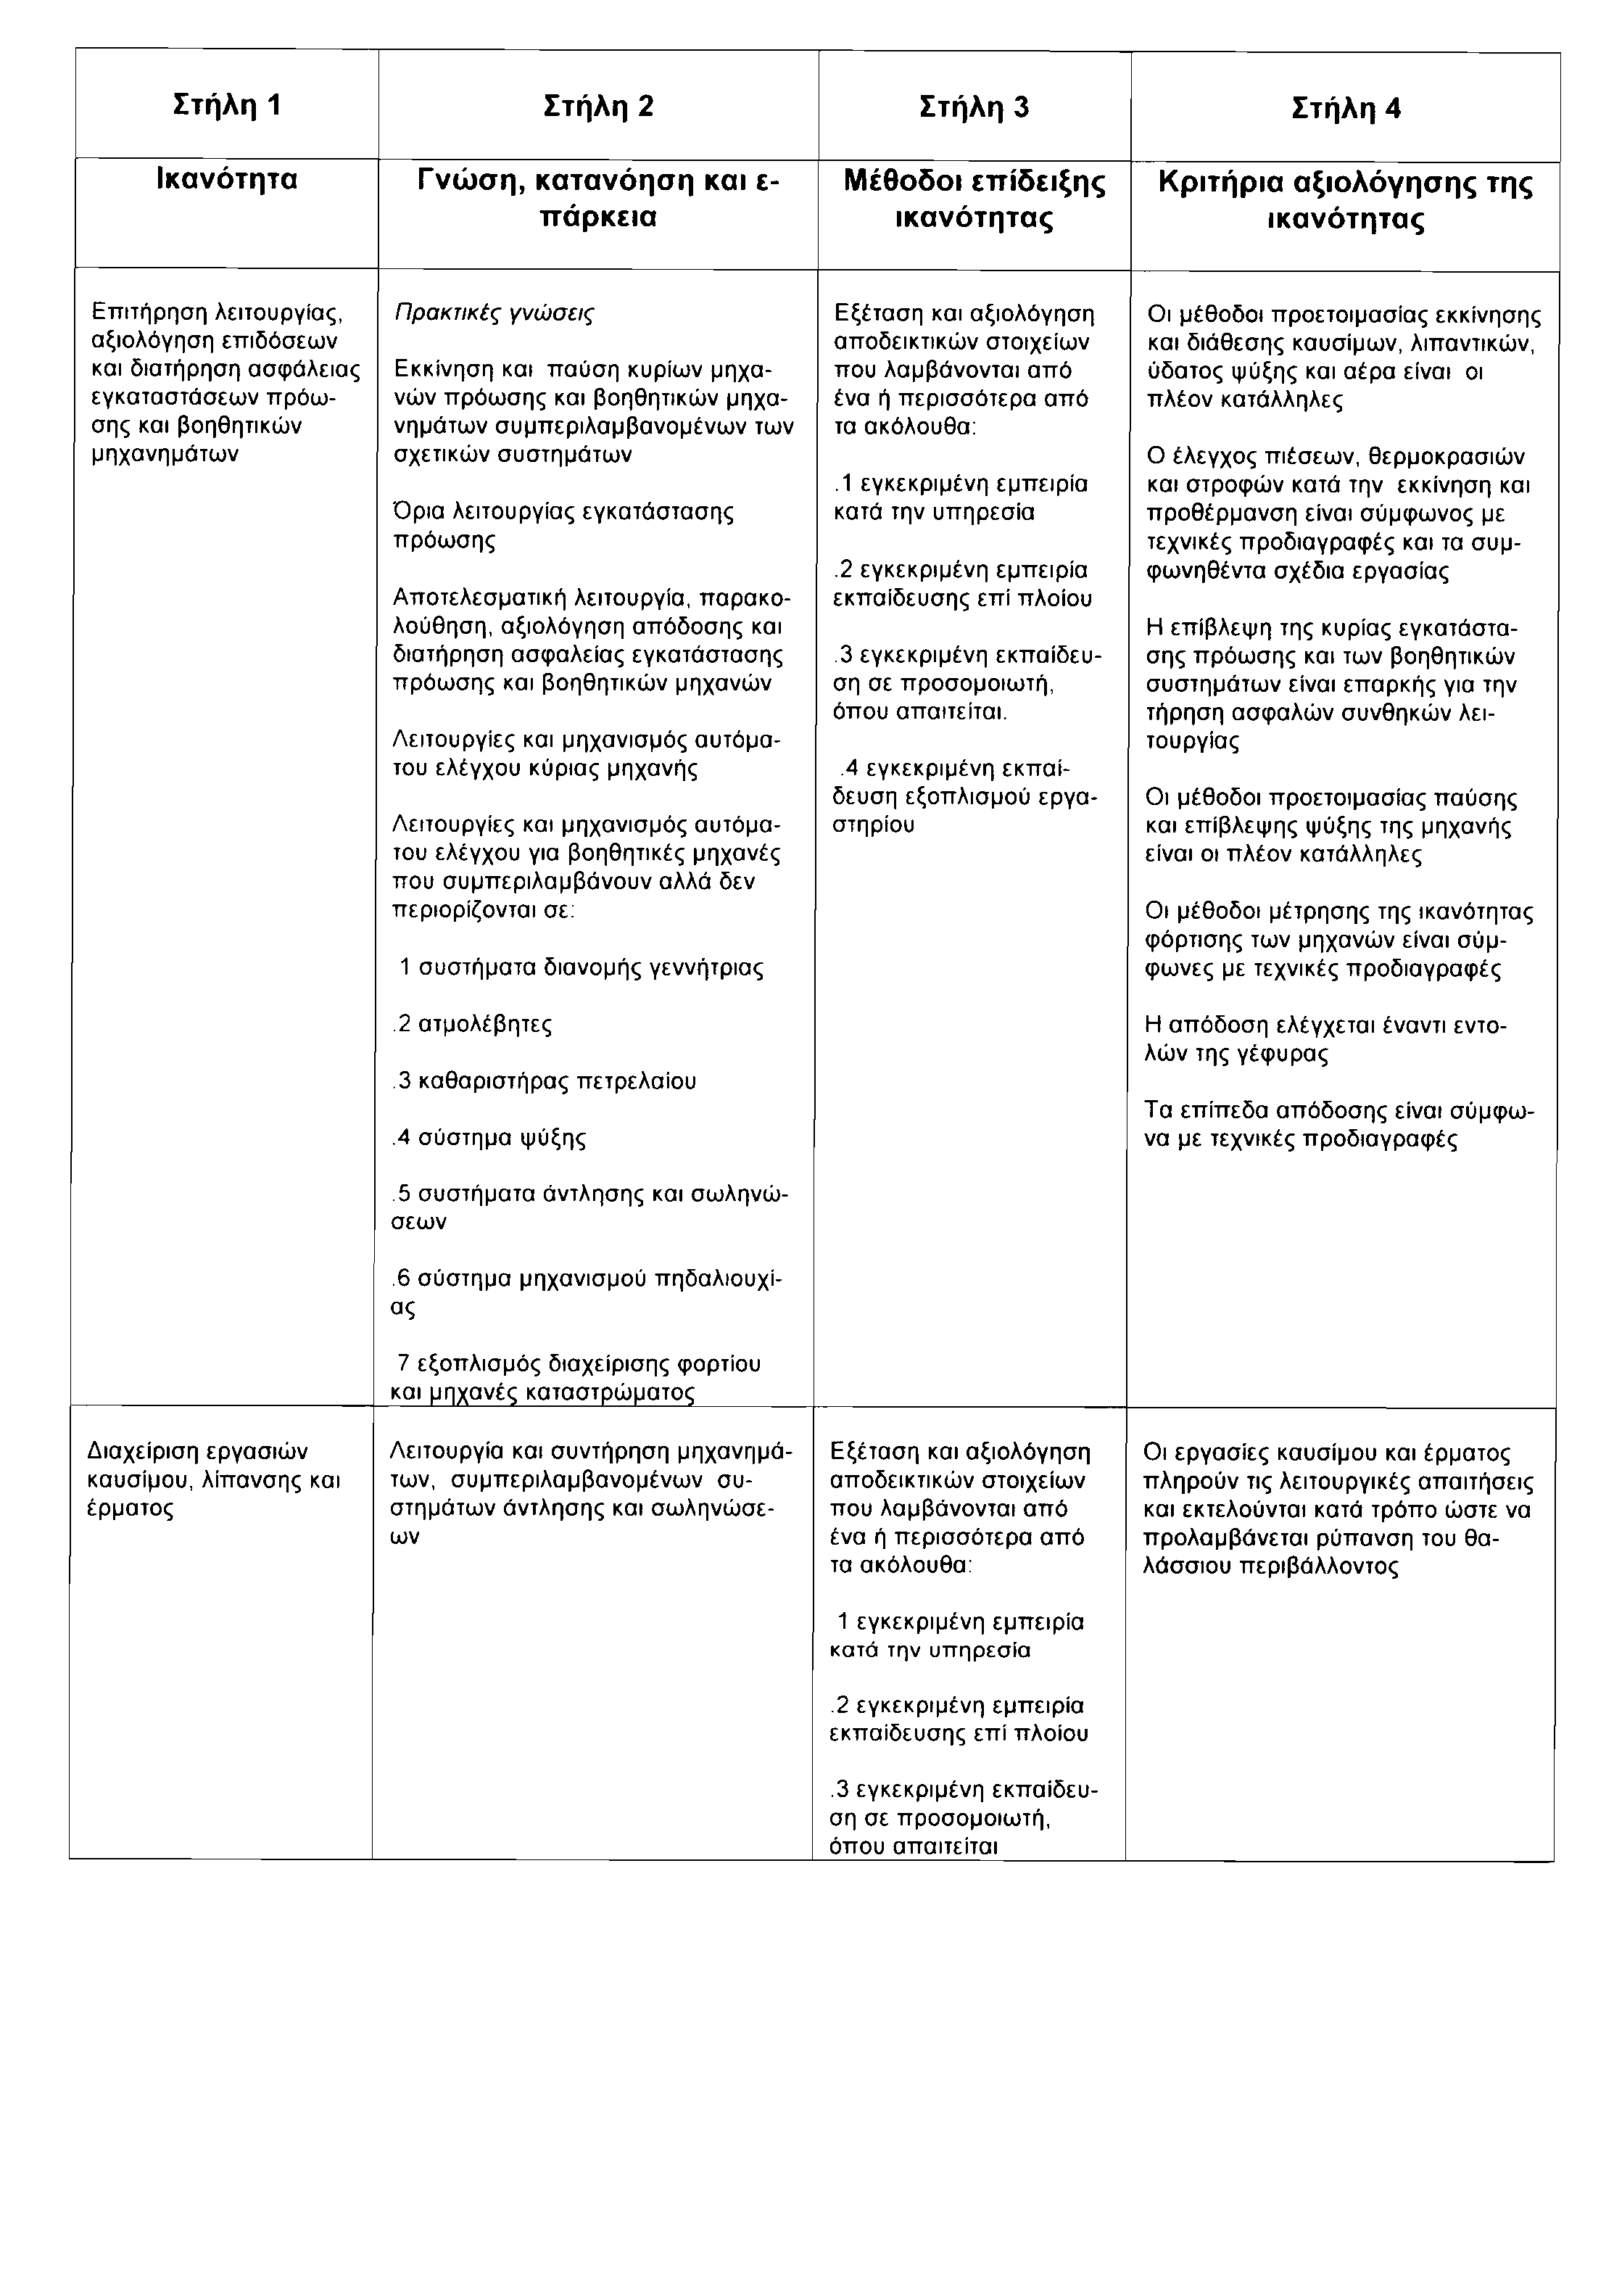 Στήλη 1
Στήλη 2
Στήλη 3
Στήλη 4
Ικανότητα
Γνώση, κατανόηση και ε-
πάρκεια
Μέθοδοι επίδειξης
ικανότητας
Κριτήρια αξιολόγησης της
ικανότητας
Επιτήρηση λειτουργίας,
αξιολόγηση επιδόσεων
και διατήρηση ασφάλειας
εγκαταστάσεων πρόω-
σης και βοηθητικών
μηχανημάτων
Πρακτικές γνώσεις
Εκκίνηση και παύση κυρίων μηχα-
νών πρόωσης και βοηθητικών μηχα-
νημάτων συμπεριλαμβανομένων των
σχετικών συστημάτων
Όρια λειτουργίας εγκατάστασης
πρόωσης
Αποτελεσματική λειτουργία, παρακο-
λούθηση, αξιολόγηση απόδοσης και
διατήρηση ασφαλείας εγκατάστασης
πρόωσης και βοηθητικών μηχανών
Λειτουργίες και μηχανισμός αυτόμα-
του ελέγχου κύριας μηχανής
Λειτουργίες και μηχανισμός αυτόμα-
του ελέγχου για βοηθητικές μηχανές
που συμπεριλαμβάνουν αλλά δεν
περιορίζονται σε:
1 συστήματα διανομής γεννήτριας
.2 ατμολέβητες
.3 καθαριστήρας πετρελαίου
.4 σύστημα ψύξης
.5 συστήματα άντλησης και σωληνώ-
σεων
.6 σύστημα μηχανισμού πηδαλιουχί-
ας
7 εξοπλισμός διαχείρισης φορτίου
και μηχανές καταστρώματος
Εξέταση και αξιολόγηση
αποδεικτικών στοιχείων
που λαμβάνονται από
ένα ή περισσότερα από
τα ακόλουθα:
.1 εγκεκριμένη εμπειρία
κατά την υπηρεσία
.2 εγκεκριμένη εμπειρία
εκπαίδευσης επί πλοίου
.3 εγκεκριμένη εκπαίδευ-
ση σε προσομοιωτή,
όπου απαιτείται.
.4 εγκεκριμένη εκπαί-
δευση εξοπλισμού εργα-
στηρίου
Οι μέθοδοι προετοιμασίας εκκίνησης
και διάθεσης καυσίμων, λιπαντικών,
ύδατος ψύξης και αέρα είναι οι
πλέον κατάλληλες
Ο έλεγχος πιέσεων, θερμοκρασιών
και στροφών κατά την εκκίνηση και
προθέρμανση είναι σύμφωνος με
τεχνικές προδιαγραφές και τα συμ-
φωνηθέντα σχέδια εργασίας
Η επίβλεψη της κυρίας εγκατάστα-
σης πρόωσης και των βοηθητικών
συστημάτων είναι επαρκής για την
τήρηση ασφαλών συνθηκών λει-
τουργίας
Οι μέθοδοι προετοιμασίας παύσης
και επίβλεψης ψύξης της μηχανής
είναι οι πλέον κατάλληλες
Οι μέθοδοι μέτρησης της ικανότητας
φόρτισης των μηχανών είναι σύμ-
φωνες με τεχνικές προδιαγραφές
Η απόδοση ελέγχεται έναντι εντο-
λών της γέφυρας
Τα επίπεδα απόδοσης είναι σύμφω-
να με τεχνικές προδιαγραφές
Διαχείριση εργασιών
καυσίμου, λίπανσης και
έρματος
Λειτουργία και συντήρηση μηχανημά-
των, συμπεριλαμβανομένων συ-
στημάτων άντλησης και σωληνώσε-
ων
Εξέταση και αξιολόγηση
αποδεικτικών στοιχείων
που λαμβάνονται από
ένα ή περισσότερα από
τα ακόλουθα:
1 εγκεκριμένη εμπειρία
κατά την υπηρεσία
.2 εγκεκριμένη εμπειρία
εκπαίδευσης επί πλοίου
.3 εγκεκριμένη εκπαίδευ-
ση σε προσομοιωτή,
όπου απαιτείται
Οι εργασίες καυσίμου και έρματος
πληρούν τις λειτουργικές απαιτήσεις
και εκτελούνται κατά τρόπο ώστε να
προλαμβάνεται ρύπανση του θα-
λάσσιου περιβάλλοντος